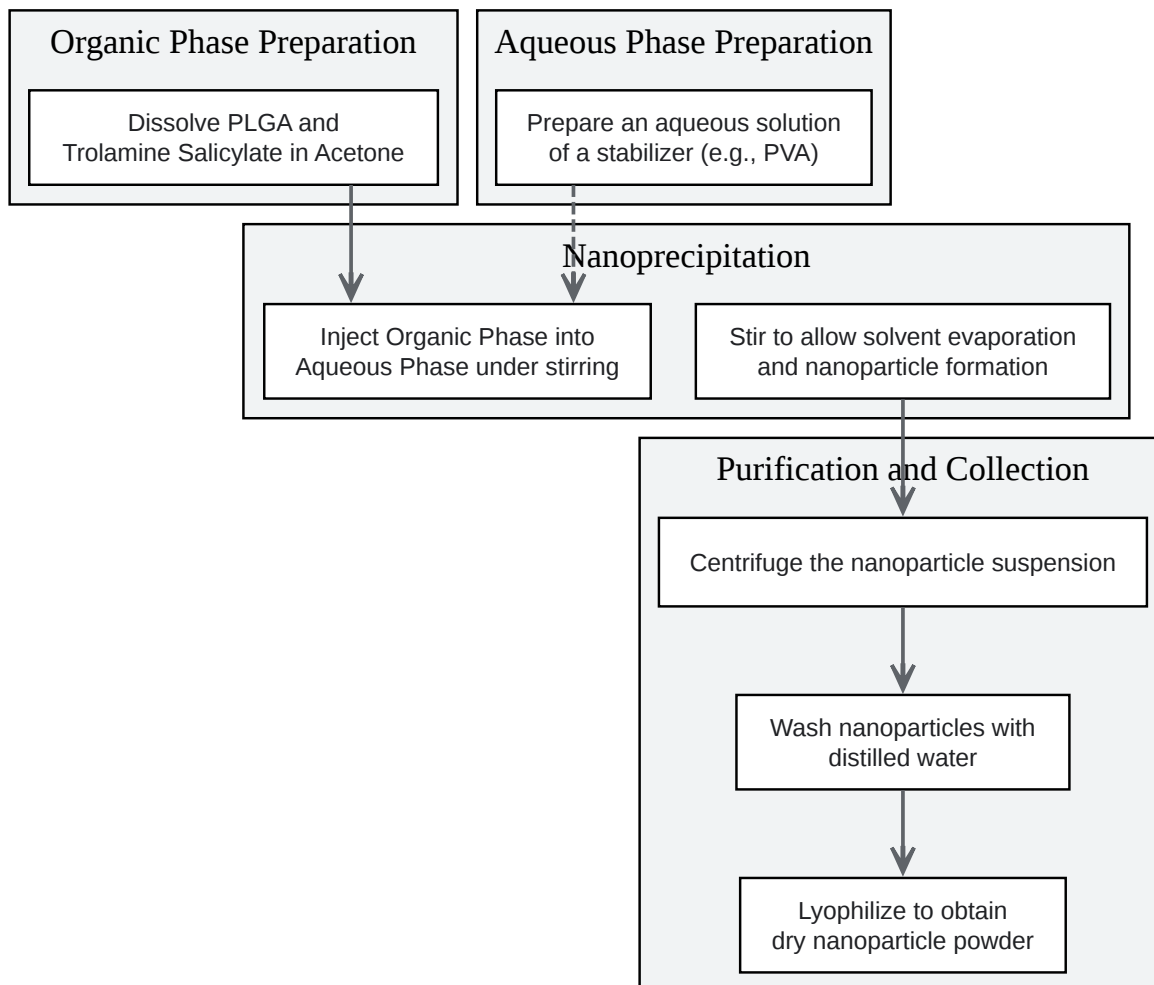 Organic Phase Preparation
Dissolve PLGA and
Trolamine Salicylate in Acetone
Aqueous Phase Preparation
Prepare an aqueous solution
of a stabilizer (e.g., PVA)
Nanoprecipitation
Inject Organic Phase into
Aqueous Phase under stirring
Stir to allow solvent evaporation
and nanoparticle formation
Purification and Collection
Centrifuge the nanoparticle suspension
Wash nanoparticles with
distilled water
Lyophilize to obtain
dry nanoparticle powder